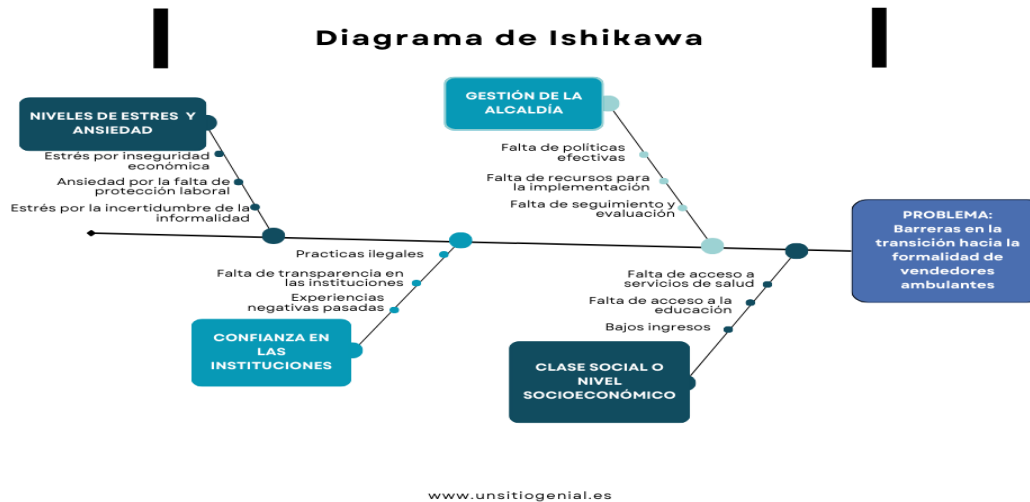 Diagrama de Ishikawa
NIVELES DE ESTRES Y
ANSIEDAD
Estrés por inseguridad
económica
Ansiedad por la falta de
protección laboral
Estrés por la incertidumbre de la
informalidad
GESTIÓN DE LA
ALCALDÍA
Falta de políticas
efectivas
Falta de recursos para
la implementación
Falta de seguimiento y
evaluación
PROBLEMA:
Barreras en la
transición hacia la
formalidad de
vendedores
ambulantes
Practicas ilegales
Falta de transparencia en
las instituciones
Experiencias
negativas pasadas
CONFIANZA EN
LAS
INSTITUCIONES
Falta de acceso a
servicios de salud
Falta de acceso a la
educación
Bajos ingresos
CLASE SOCIAL O
NIVEL
SOCIOECONÓMICO
www.unsitiogenial.es